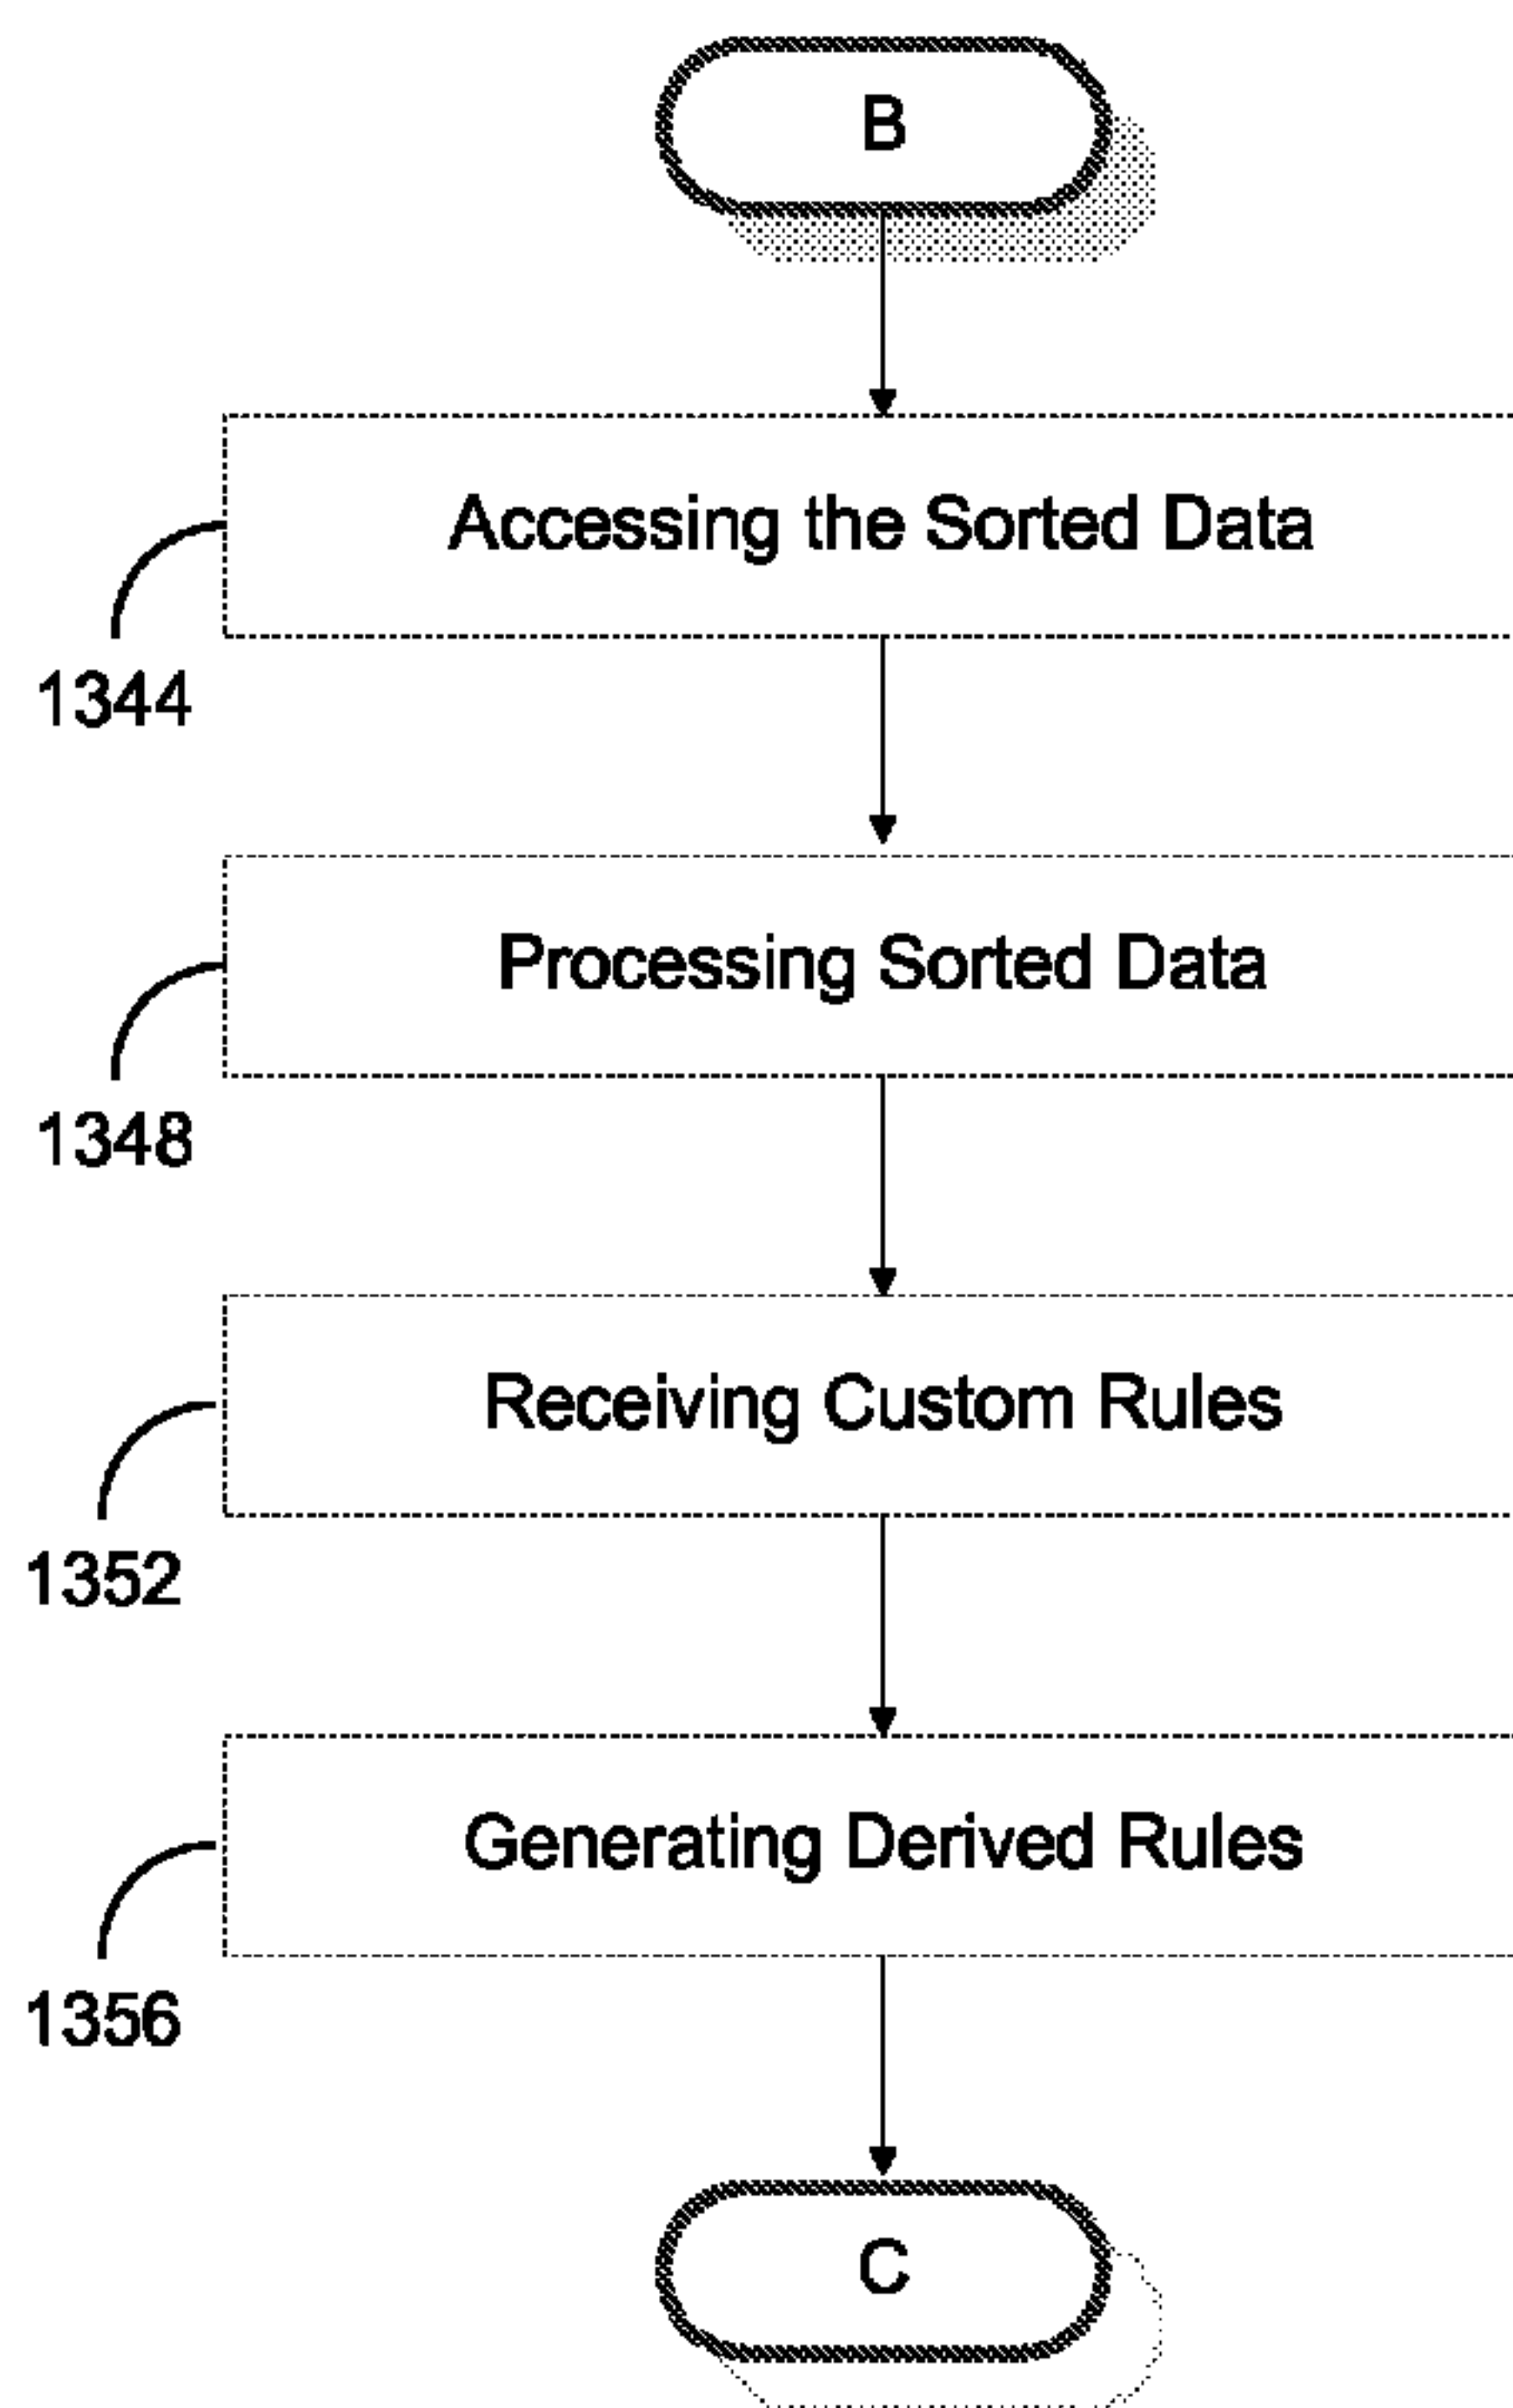 B
Accessing the Sorted Data
1344
Processing Sorted Data
1348
Receiving Custom Rules
1352
Generating Derived Rules
1356
C